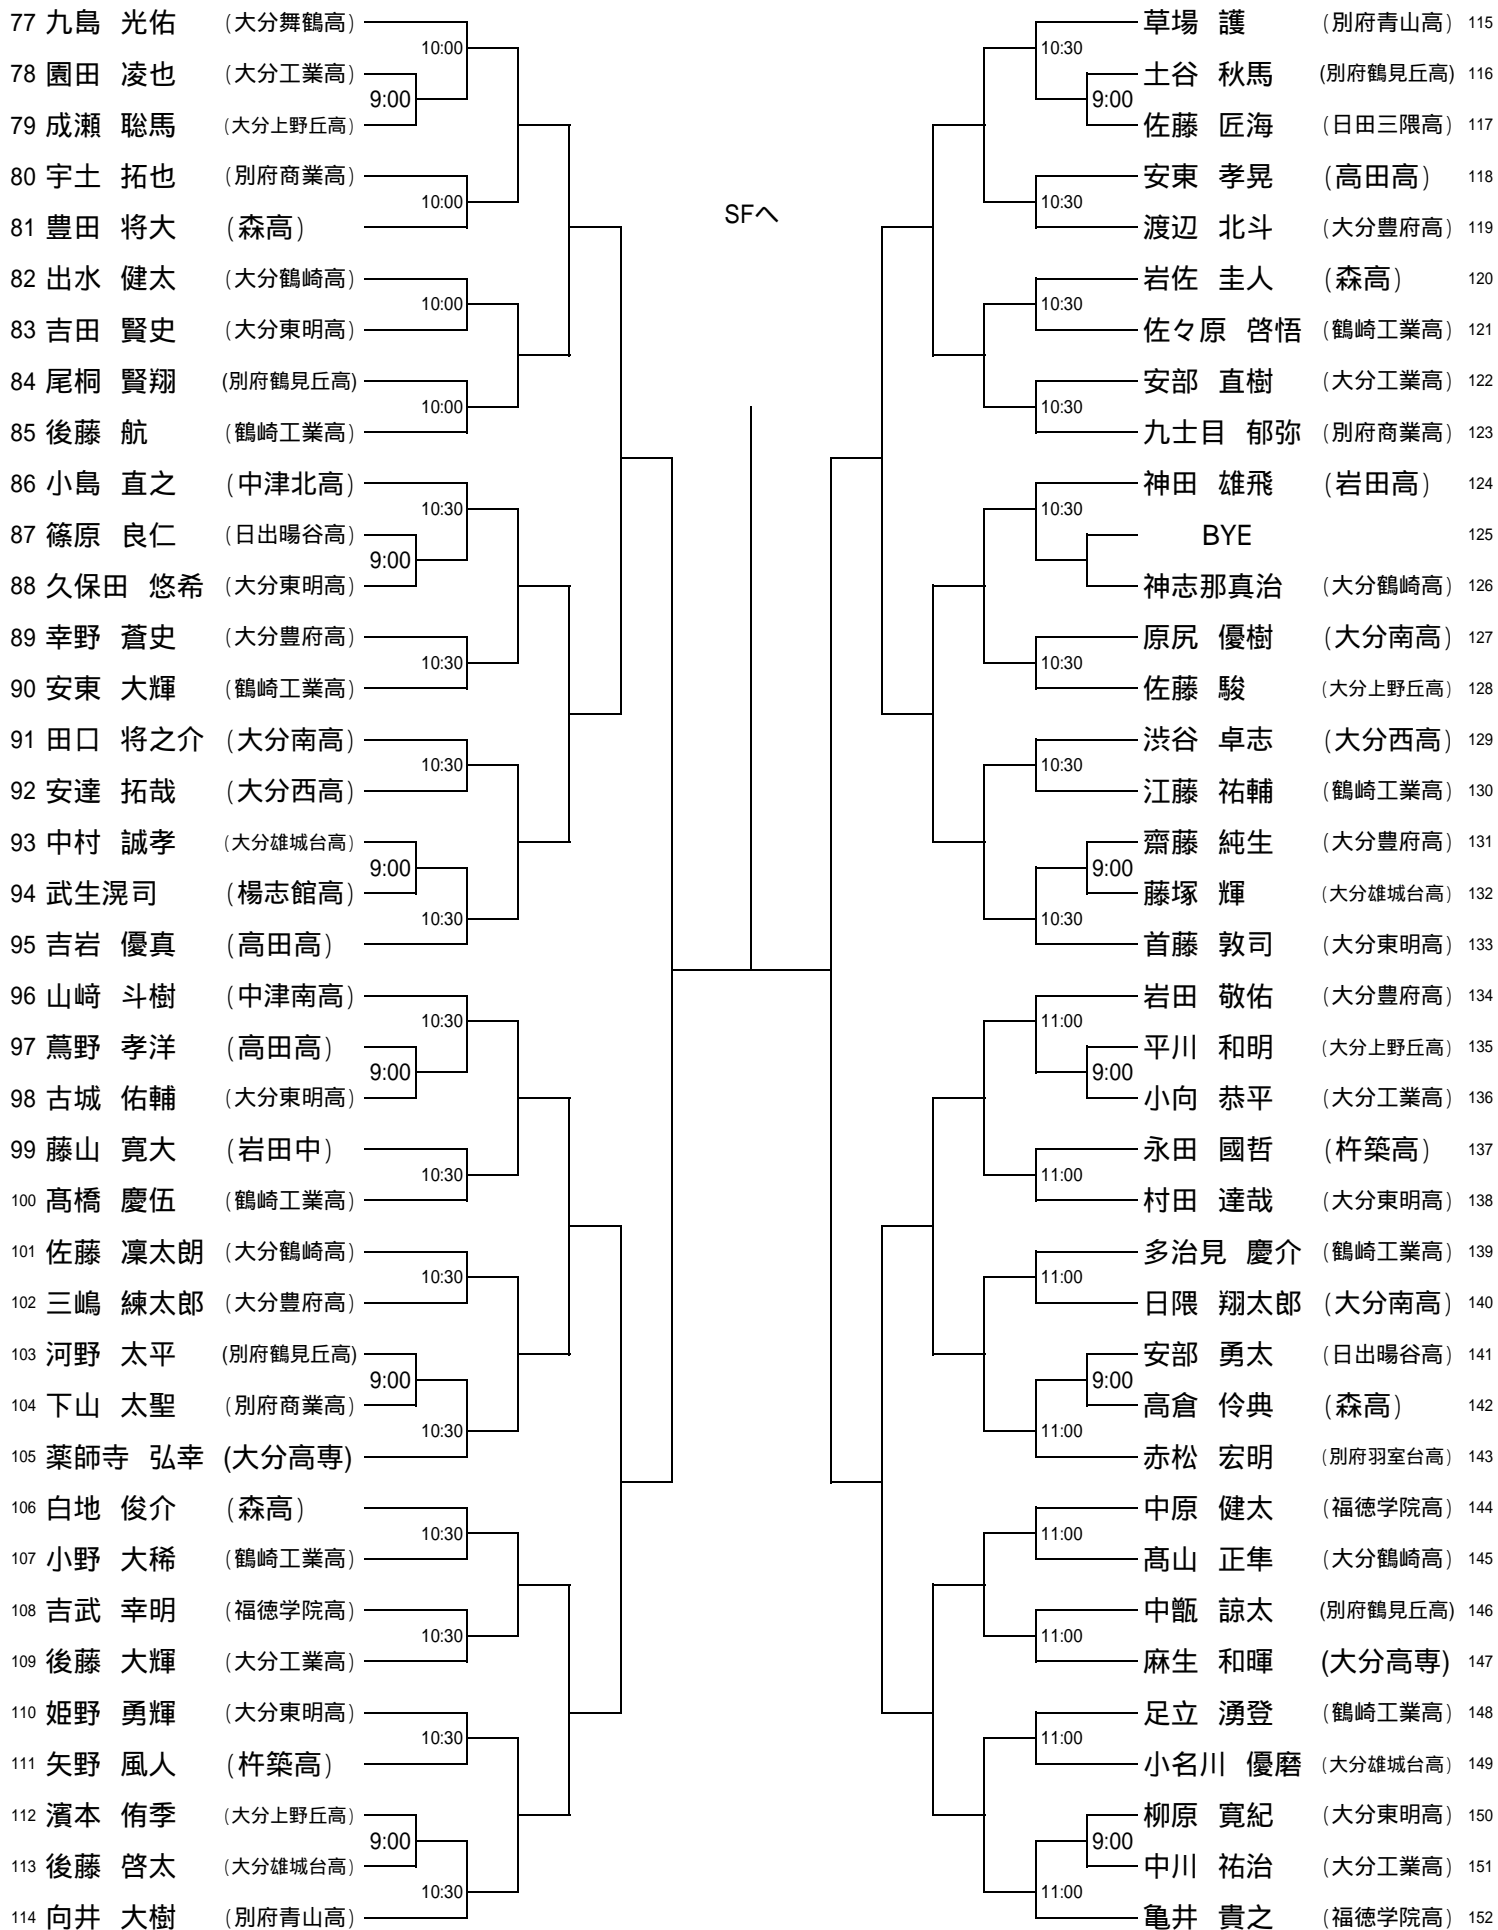 77 九島 光佑 (大分舞鶴高)
10:00
78 園田 凌也 (大分工業高)
9:00
79 成瀬 聡馬 (大分上野丘高)
80 宇土 拓也 (別府商業高)
10:00
81 豊田 将大 (森高)
82 出水 健太 (大分鶴崎高)
10:00
83 吉田 賢史 (大分東明高)
84 尾桐 賢翔 (別府鶴見丘高)
10:00
85 後藤 航 (鶴崎工業高)
86 小島 直之 (中津北高)
10:30
87 篠原 良仁 (日出暘谷高)
9:00
88 久保田 悠希 (大分東明高)
89 幸野 蒼史 (大分豊府高)
10:30
90 安東 大輝 (鶴崎工業高)
91 田口 将之介 (大分南高)
10:30
92 安達 拓哉 (大分西高)
93 中村 誠孝 (大分雄城台高)
9:00
94 武生滉司 (楊志館高)
10:30
95 吉岩 優真 (高田高)
96 山﨑 斗樹 (中津南高)
10:30
97 蔦野 孝洋 (高田高)
9:00
98 古城 佑輔 (大分東明高)
99 藤山 寛大 (岩田中)
10:30
100 髙橋 慶伍 (鶴崎工業高)
101 佐藤 凜太朗 (大分鶴崎高)
10:30
102 三嶋 練太郎 (大分豊府高)
103 河野 太平 (別府鶴見丘高)
9:00
104 下山 太聖 (別府商業高)
10:30
105 薬師寺 弘幸 (大分高専)
106 白地 俊介 (森高)
10:30
107 小野 大稀 (鶴崎工業高)
108 吉武 幸明 (福徳学院高)
10:30
109 後藤 大輝 (大分工業高)
110 姫野 勇輝 (大分東明高)
10:30
111 矢野 風人 (杵築高)
112 濱本 侑季 (大分上野丘高)
9:00
113 後藤 啓太 (大分雄城台高)
10:30
114 向井 大樹 (別府青山高)
SFへ
草場 護 (別府青山高) 115
10:30
土谷 秋馬 (別府鶴見丘高) 116
9:00
佐藤 匠海 (日田三隈高) 117
安東 孝晃 (高田高) 118
10:30
渡辺 北斗 (大分豊府高) 119
岩佐 圭人 (森高) 120
10:30
佐々原 啓悟 (鶴崎工業高) 121
安部 直樹 (大分工業高) 122
10:30
九士目 郁弥 (別府商業高) 123
神田 雄飛 (岩田高) 124
10:30
BYE 125
神志那真治 (大分鶴崎高) 126
原尻 優樹 (大分南高) 127
10:30
佐藤 駿 (大分上野丘高) 128
渋谷 卓志 (大分西高) 129
10:30
江藤 祐輔 (鶴崎工業高) 130
齋藤 純生 (大分豊府高) 131
9:00
藤塚 輝 (大分雄城台高) 132
10:30
首藤 敦司 (大分東明高) 133
岩田 敬佑 (大分豊府高) 134
11:00
平川 和明 (大分上野丘高) 135
9:00
小向 恭平 (大分工業高) 136
永田 國哲 (杵築高) 137
11:00
村田 達哉 (大分東明高) 138
多治見 慶介 (鶴崎工業高) 139
11:00
日隈 翔太郎 (大分南高) 140
安部 勇太 (日出暘谷高) 141
9:00
高倉 伶典 (森高) 142
11:00
赤松 宏明 (別府羽室台高) 143
中原 健太 (福徳学院高) 144
11:00
髙山 正隼 (大分鶴崎高) 145
中甑 諒太 (別府鶴見丘高) 146
11:00
麻生 和暉 (大分高専) 147
足立 湧登 (鶴崎工業高) 148
11:00
小名川 優磨 (大分雄城台高) 149
柳原 寛紀 (大分東明高) 150
9:00
中川 祐治 (大分工業高) 151
11:00
亀井 貴之 (福徳学院高) 152